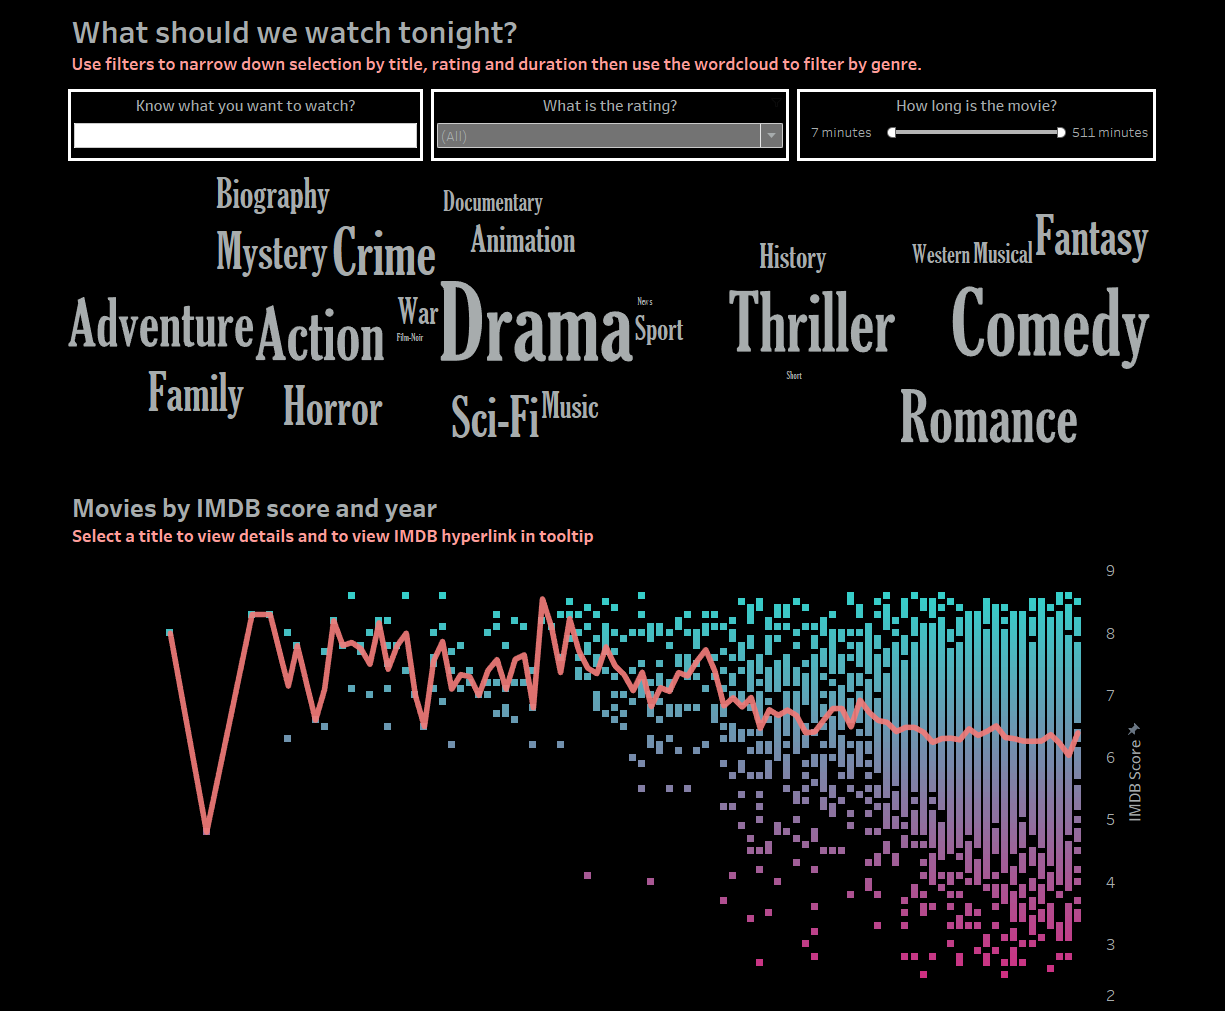 What should we watch tonight?
Use filters to narrow down selection by title, rating and duration then use the wordcloud to filter by genre.
Know what you want to watch?
What is the rating?
(All)
How long is the movie?
7 minutes
511 minutes
Biography
Documentary
Mystery
Crime
Animation
History
Western
Musical
Fantasy
Adventure
Action
War
Film-Noir
Drama
News
Sport
Thriller
Comedy
Short
Family
Horror
Sci-Fi
Music
Romance
Movies by IMDB score and year
Select a title to view details and to view IMDB hyperlink in tooltip
9
8
7
6
5
4
3
2
IMDB Score